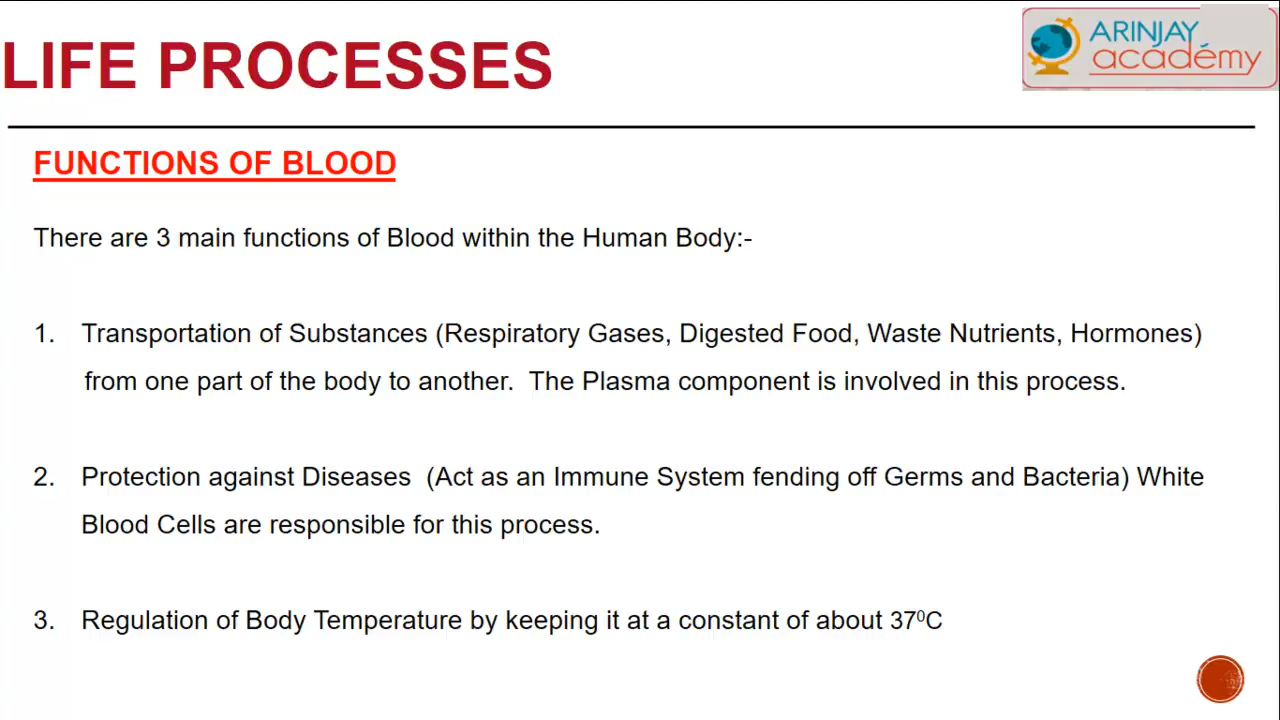 LIFE PROCESSES
ARINJAY
académy
FUNCTIONS OF BLOOD
There are 3 main functions of Blood within the Human Body:-
1. Transportation of Substances (Respiratory Gases, Digested Food, Waste Nutrients, Hormones)
from one part of the body to another. The Plasma component is involved in this process.
2. Protection against Diseases (Act as an Immune System fending off Germs and Bacteria) White
Blood Cells are responsible for this process.
3. Regulation of Body Temperature by keeping it at a constant of about 37⁰C